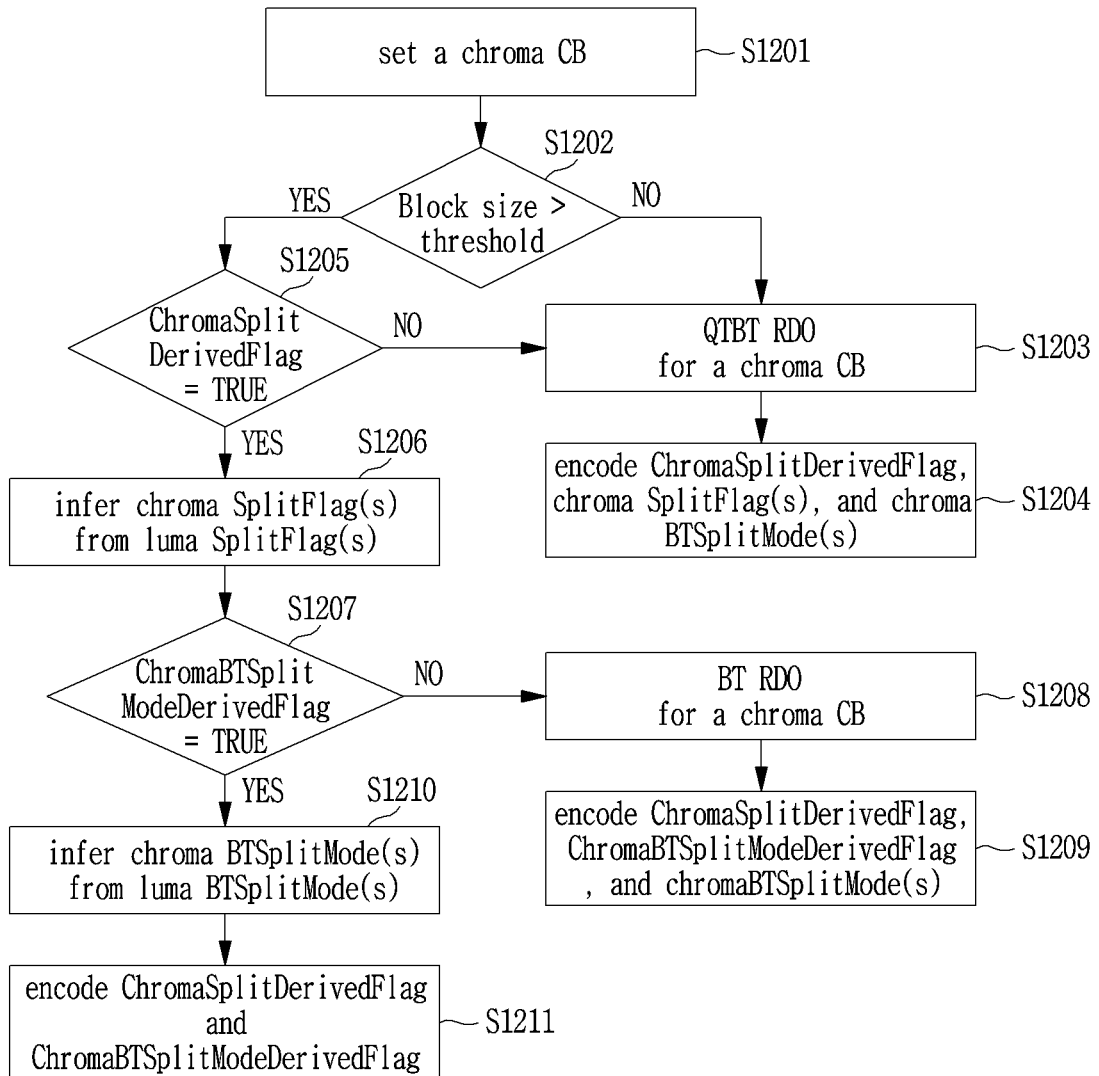 set a chroma CB
S1201
S1202
YES
Block size >
threshold
NO
S1205
ChromaSplit
DerivedFlag
= TRUE
NO
QTBT RDO
for a chroma CB
S1203
YES
S1206
infer chroma SplitFlag(s)
from luma SplitFlag(s)
encode ChromaSplitDerivedFlag,
chroma SplitFlag(s), and chroma
BTSplitMode(s)
S1204
S1207
ChromaBTSplit
ModeDerivedFlag
= TRUE
NO
BT RDO
for a chroma CB
S1208
YES
S1210
infer chroma BTSplitMode(s)
from luma BTSplitMode(s)
encode ChromaSplitDerivedFlag,
ChromaBTSplitModeDerivedFlag
, and chromaBTSplitMode(s)
S1209
encode ChromaSplitDerivedFlag
and
ChromaBTSplitModeDerivedFlag
S1211